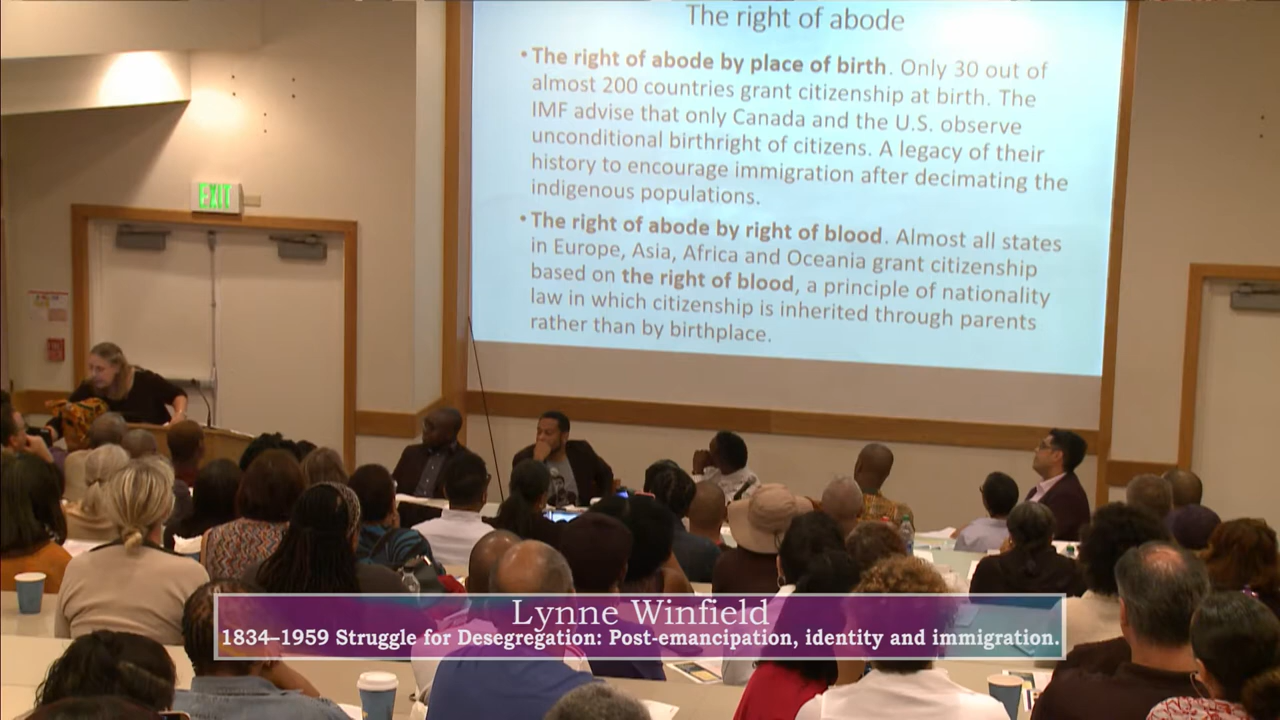 The right of abode
• The right of abode by place of birth. Only 30 out of
almost 200 countries grant citizenship at birth. The
IMF advise that only Canada and the U.S. observe
unconditional birthright of citizens. A legacy of their
history to encourage immigration after decimating the
indigenous populations.
• The right of abode by right of blood. Almost all states
in Europe, Asia, Africa and Oceania grant citizenship
based on the right of blood, a principle of nationality
law in which citizenship is inherited through parents
rather than by birthplace.
EXIT
Lynne Winfield
1834–1959 Struggle for Desegregation: Post-emancipation, identity and immigration.